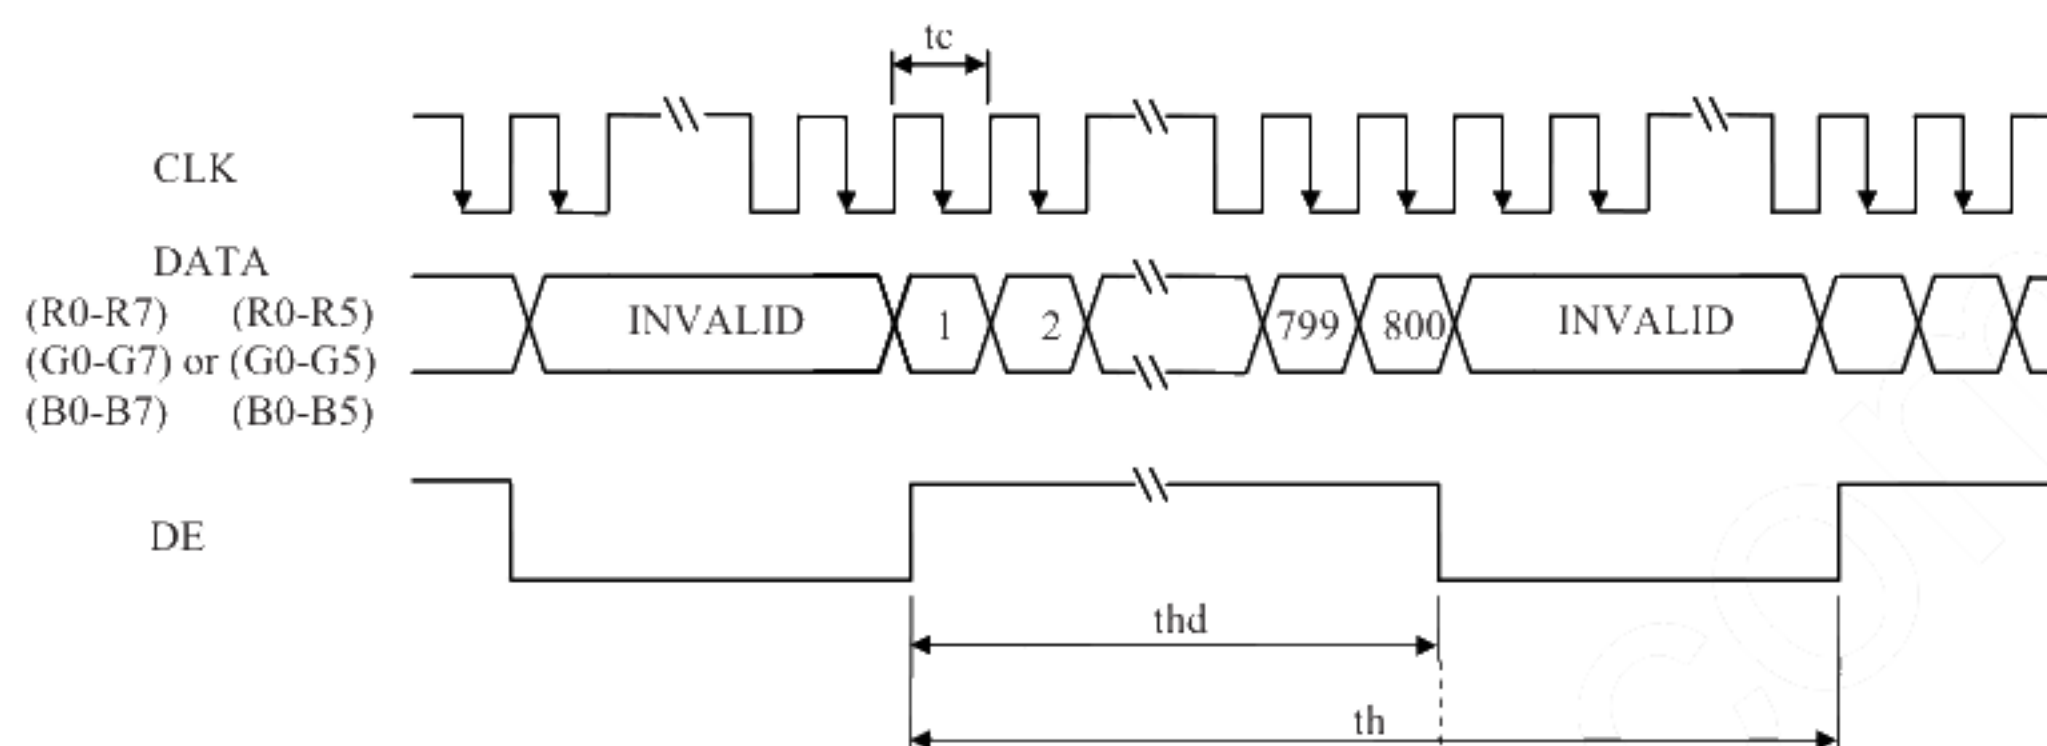 tc
CLK
DATA
(R0-R7) (R0-R5)
(G0-G7) or (G0-G5)
(B0-B7) (B0-B5)
INVALID 1 2 799 800 INVALID
DE
thd
th